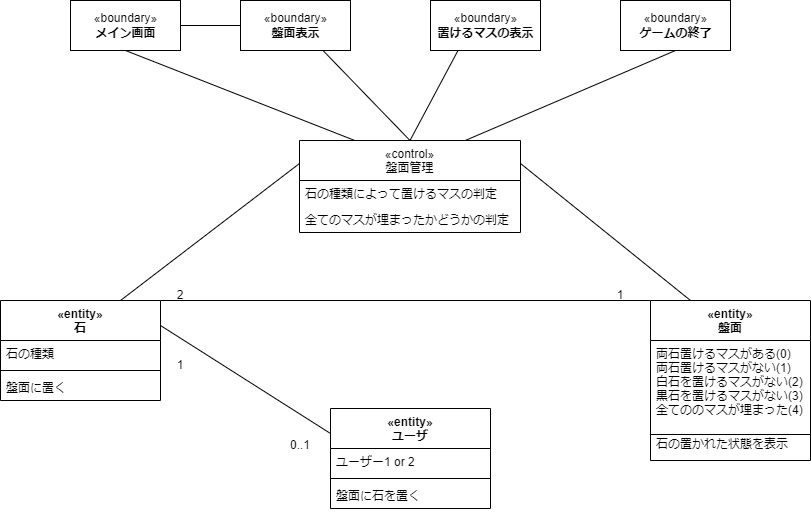 «boundary»
メイン画面
«boundary»
盤面表示
«boundary»
置けるマスの表示
«boundary»
ゲームの終了
«control»
盤面管理
石の種類によって置けるマスの判定
全てのマスが埋まったかどうかの判定
2
1
«entity»
石
石の種類
盤面に置く
«entity»
盤面
両石置けるマスがある(0)
両石置けるマスがない(1)
白石を置けるマスがない(2)
黒石を置けるマスがない(3)
全てののマスが埋まった(4)
石の置かれた状態を表示
1
0..1
«entity»
ユーザ
ユーザー1 or 2
盤面に石を置く